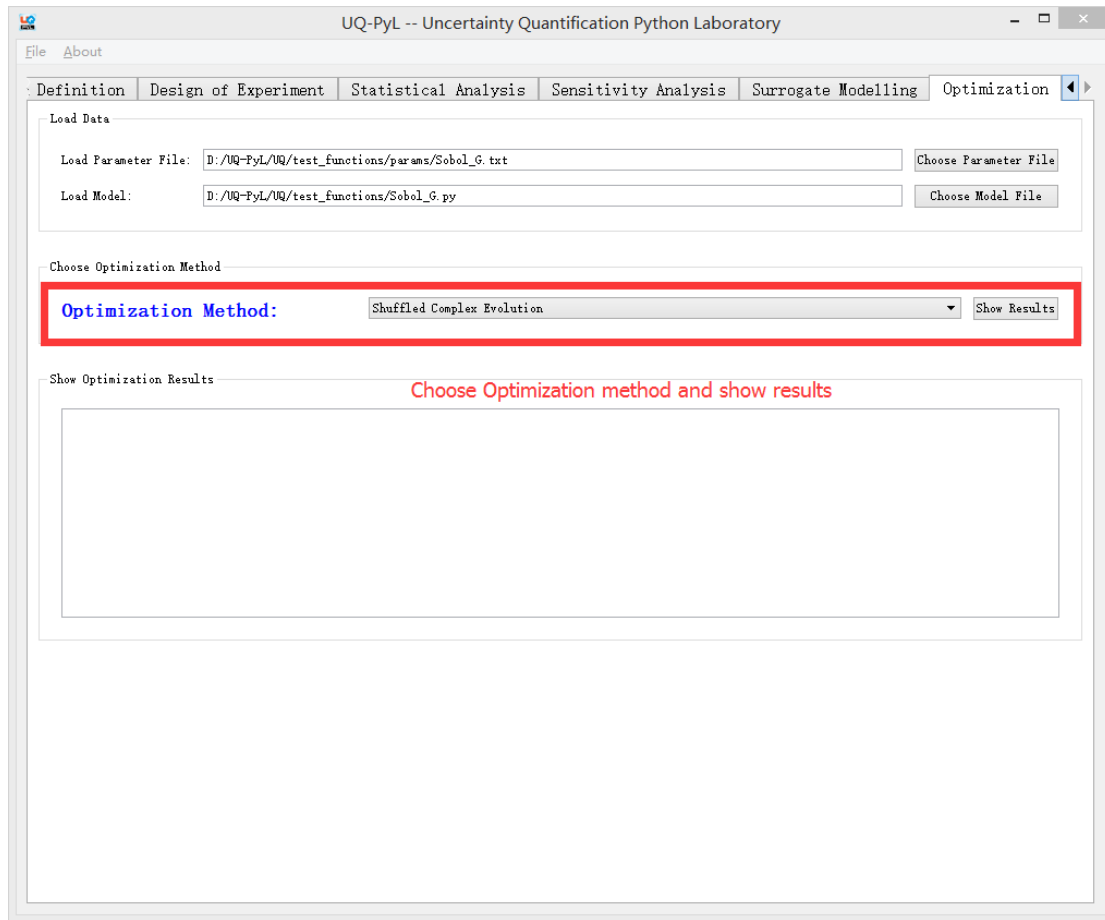 UQ-PyL -- Uncertainty Quantification Python Laboratory
File About
Definition Design of Experiment Statistical Analysis Sensitivity Analysis Surrogate Modelling Optimization
Load Data
Load Parameter File: D:/UQ-PyL/UQ/test_functions/params/Sobol_G.txt Choose Parameter File
Load Model: D:/UQ-PyL/UQ/test_functions/Sobol_G.py Choose Model File
Choose Optimization Method
Optimization Method: Shuffled Complex Evolution Show Results
Show Optimization Results
Choose Optimization method and show results